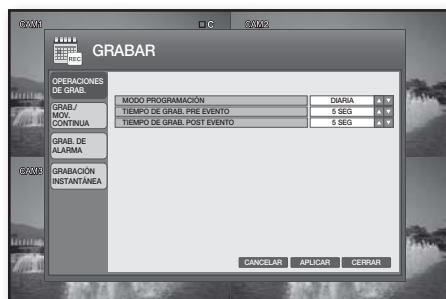 CAM1
C
CAM2
REC
GRABAR
OPERACIONES
DE GRAB.
GRAB./
MOV.
CONTINUA
GRAB. DE
ALARMA
GRABACIÓN
INSTANTÁNEA
MODO PROGRAMACIÓN DIARIA
TIEMPO DE GRAB. PRE EVENTO 5 SEG
TIEMPO DE GRAB. POST EVENTO 5 SEG
CAM3
CANCELAR APLICAR CERRAR